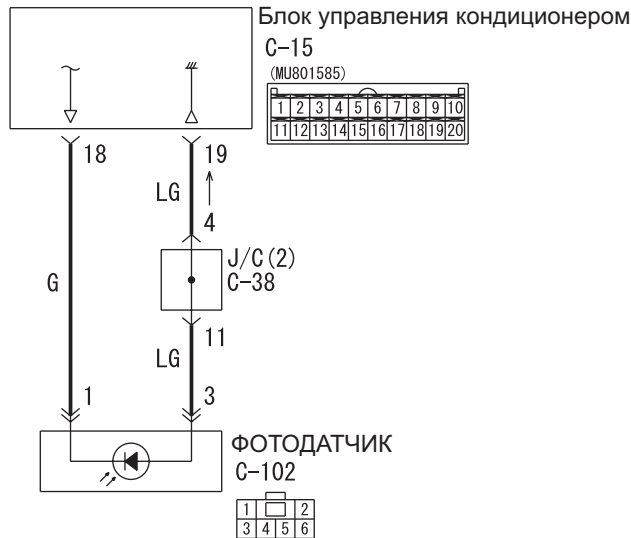 Блок управления кондиционером
C-15
(MU801585)
1 2 3 4 5 6 7 8 9 10
11 12 13 14 15 16 17 18 19 20
18 19
LG
4
J/C(2)
C-38
G
11
LG
1 3
ФОТОДАТЧИК
C-102
1 2
3 4 5 6